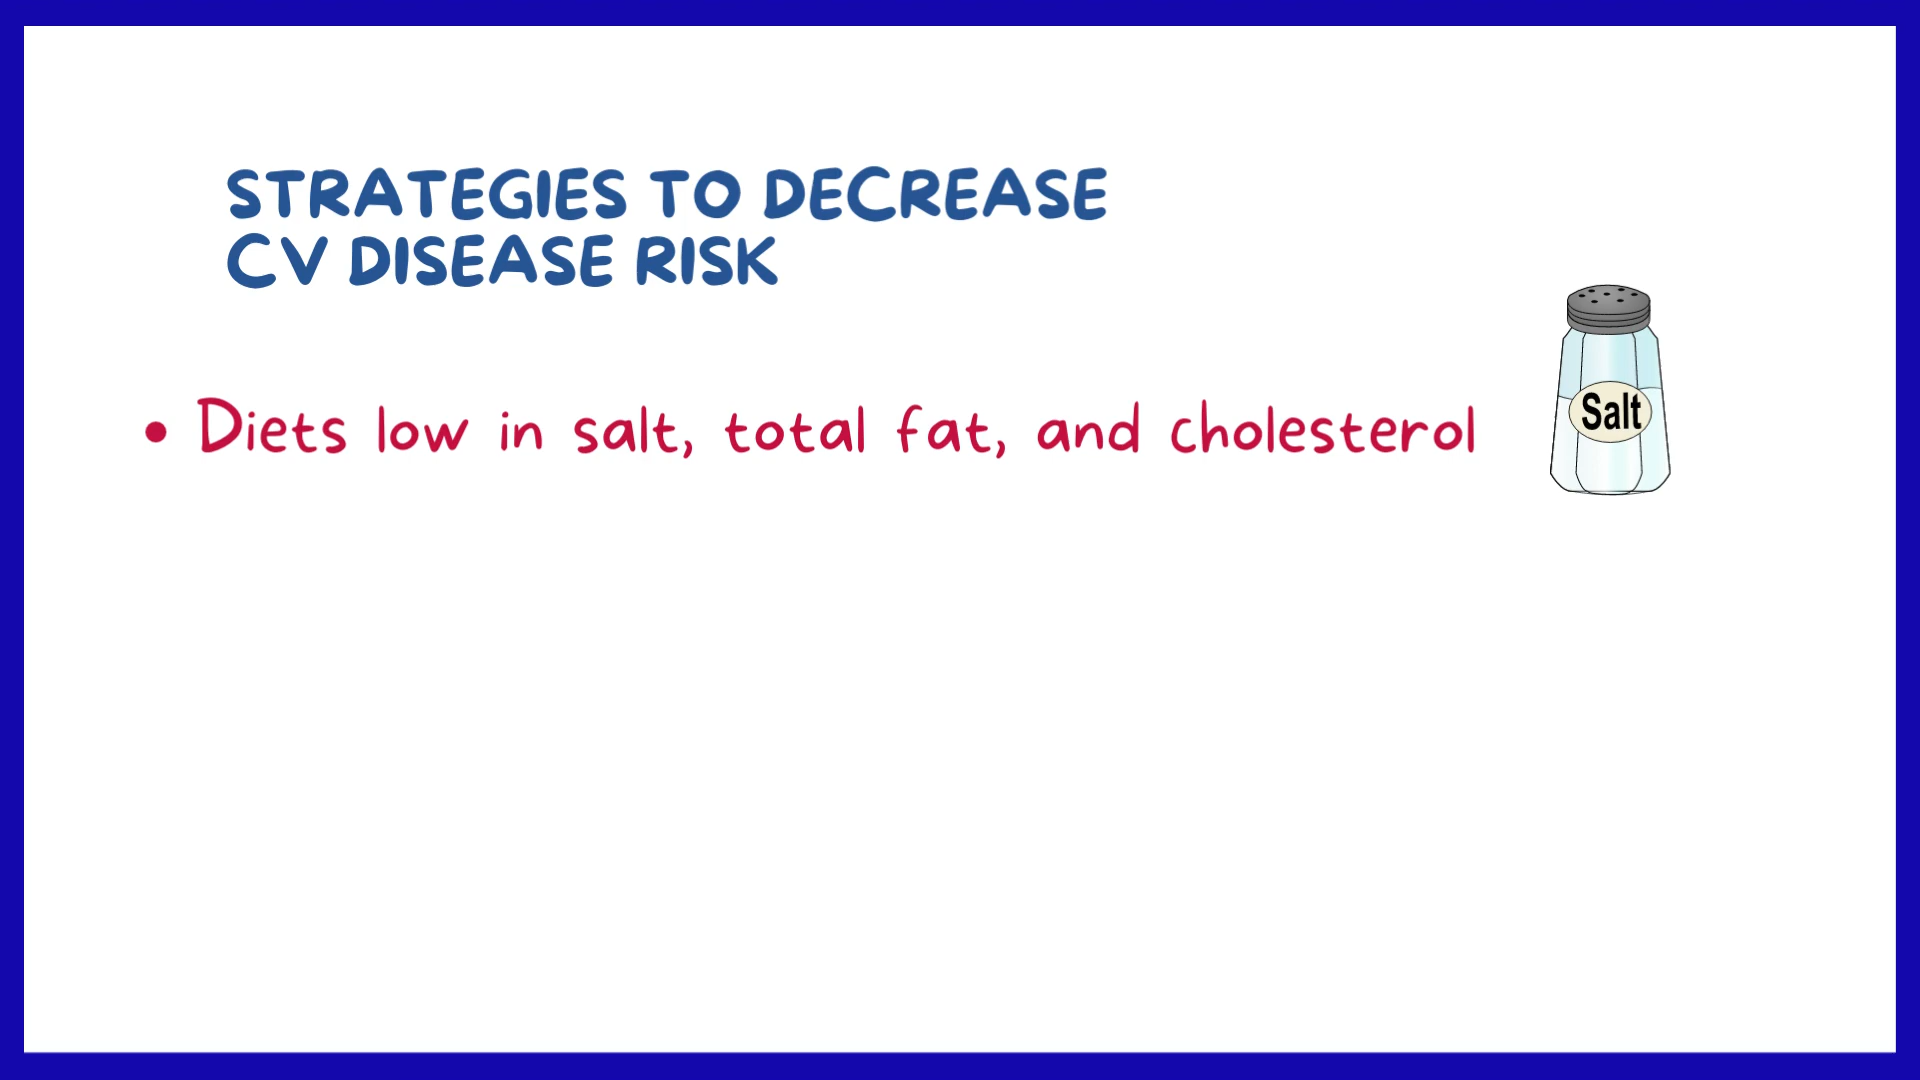 STRATEGIES TO DECREASE
CV DISEASE RISK
• Diets low in salt, total fat, and cholesterol
Salt